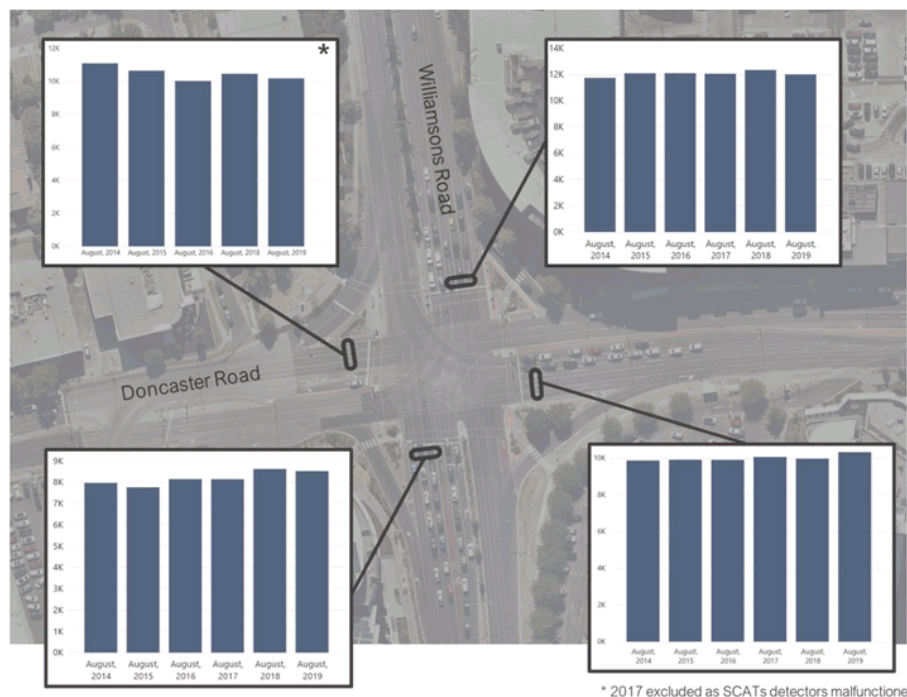 *
12K
10K
8K
6K
4K
2K
0K
August, 2014 August, 2015 August, 2016 August, 2018 August, 2019
14K
12K
10K
8K
6K
4K
2K
0K
August, August, August, August, August, August,
2014 2015 2016 2017 2018 2019
Williamsons Road
Doncaster Road
9K
8K
7K
6K
5K
4K
3K
2K
1K
0K
August, August, August, August, August, August,
2014 2015 2016 2017 2018 2019
10K
8K
6K
4K
2K
0K
August, August, August, August, August, August,
2014 2015 2016 2017 2018 2019
* 2017 excluded as SCATs detectors malfunctione